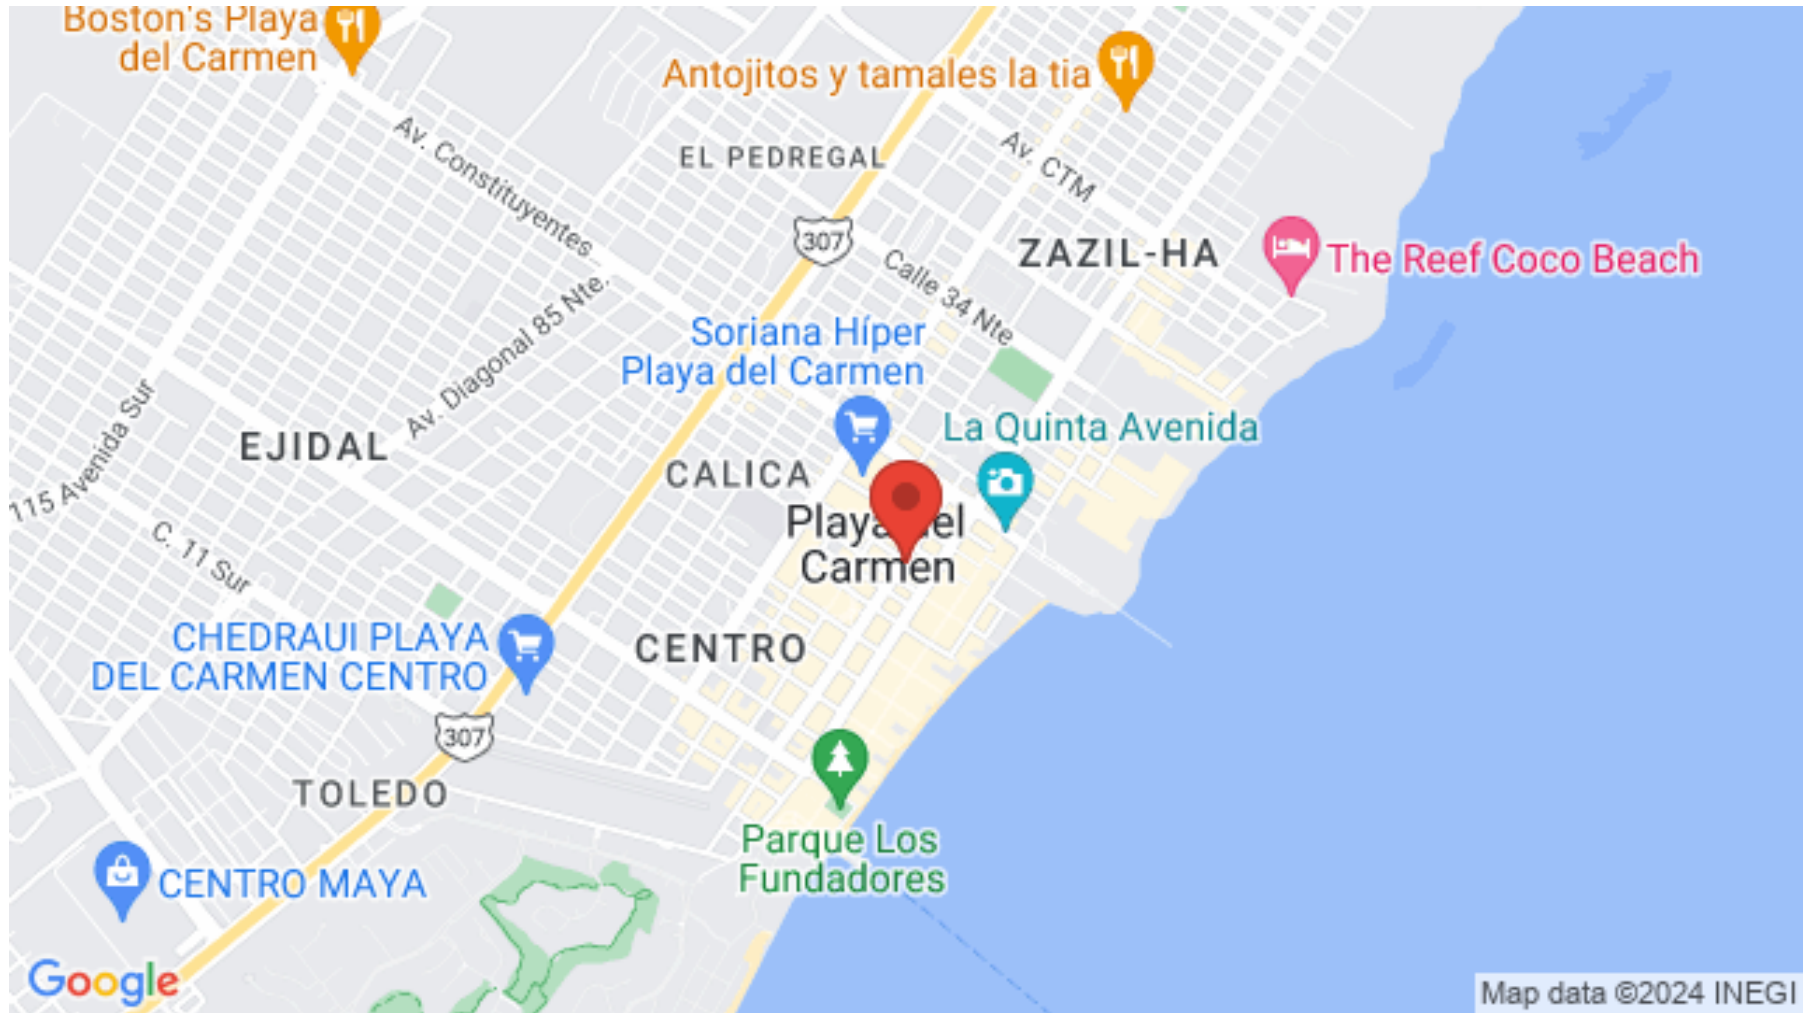 Boston's Playa
del Carmen
Antojitos y tamales la tia
Av. Constituyentes
EL PEDREGAL
Av. CTM
307
ZAZIL-HA
The Reef Coco Beach
Calle 34 Nte
Av. Diagonal 85 Nte.
Soriana Híper
Playa del Carmen
115 Avenida Sur
EJIDAL
La Quinta Avenida
CALICA
Playa del
Carmen
C. 11 Sur
CHEDRAUI PLAYA
DEL CARMEN CENTRO
CENTRO
307
TOLEDO
Parque Los
Fundadores
CENTRO MAYA
Google
Map data ©2024 INEGI